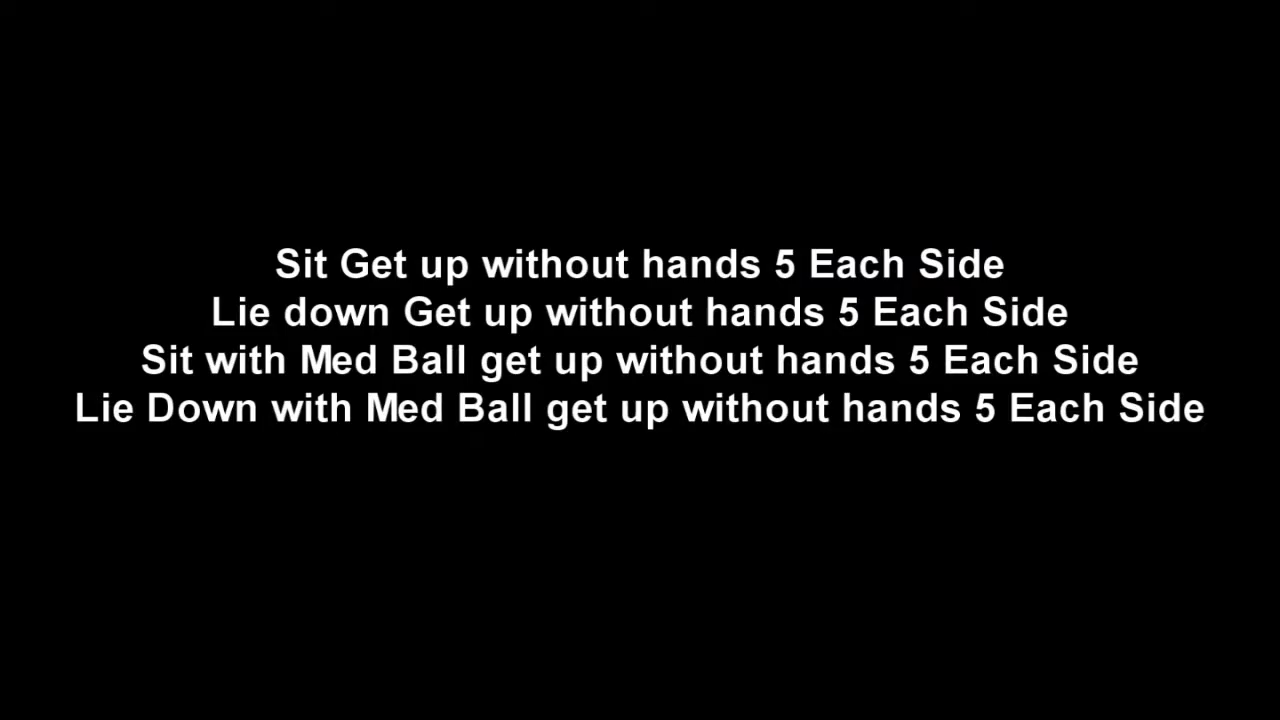 Sit Get up without hands 5 Each Side
Lie down Get up without hands 5 Each Side
Sit with Med Ball get up without hands 5 Each Side
Lie Down with Med Ball get up without hands 5 Each Side